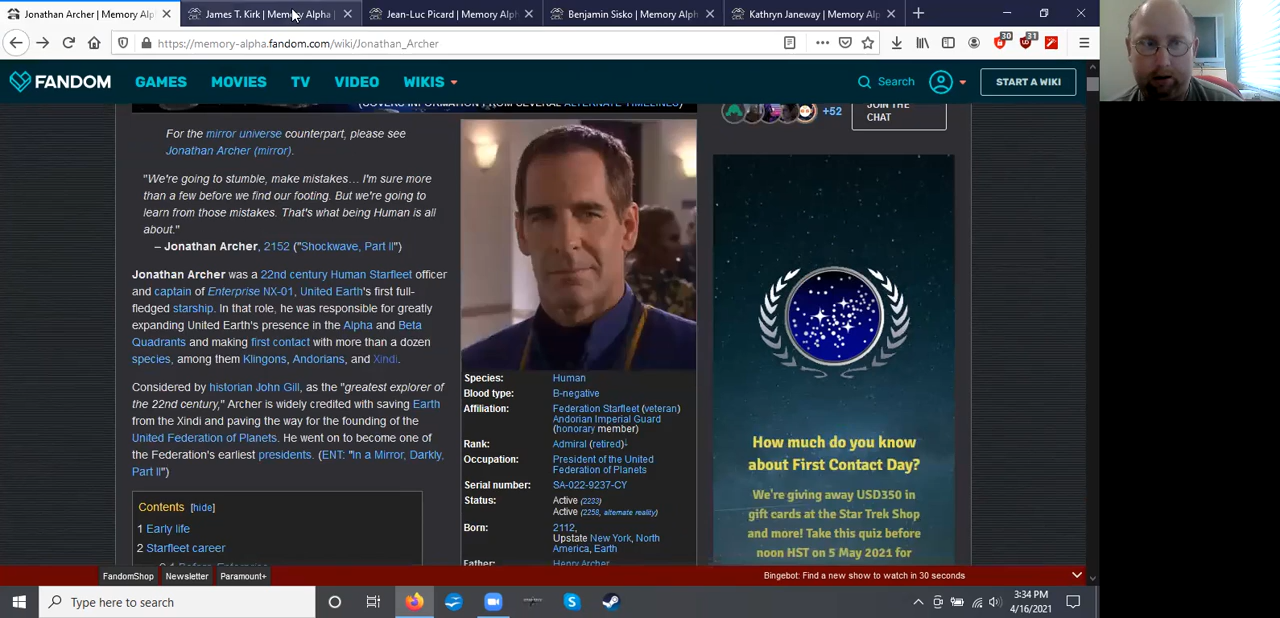 Jonathan Archer | Memory Al
James T. Kirk | Memory Alpha
Jean-Luc Picard | Memory Alph
Benjamin Sisko | Memory Alph
Kathryn Janeway | Memory Alp
https://memory-alpha.fandom.com/wiki/Jonathan_Archer
30
31
FANDOM
GAMES
MOVIES
TV
VIDEO
WIKIS
Search
START A WIKI
(COVERS INFORMATION FROM SEVERAL ALTERNATE TIMELINES)
For the mirror universe counterpart, please see
Jonathan Archer (mirror).
"We're going to stumble, make mistakes… I'm sure more
than a few before we find our footing. But we're going to
learn from those mistakes. That's what being Human is all
about."
– Jonathan Archer, 2152 ("Shockwave, Part II")
Jonathan Archer was a 22nd century Human Starfleet officer
and captain of Enterprise NX-01, United Earth's first full-
fledged starship. In that role, he was responsible for greatly
expanding United Earth's presence in the Alpha and Beta
Quadrants and making first contact with more than a dozen
species, among them Klingons, Andorians, and Xindi.
Considered by historian John Gill, as the "greatest explorer of
the 22nd century," Archer is widely credited with saving Earth
from the Xindi and paving the way for the founding of the
United Federation of Planets. He went on to become one of
the Federation's earliest presidents. (ENT: "In a Mirror, Darkly,
Part II")
Contents [hide]
1 Early life
2 Starfleet career
Species: Human
Blood type: B-negative
Affiliation: Federation Starfleet (veteran)
Andorian Imperial Guard
(honorary member)
Rank: Admiral (retired)
Occupation: President of the United
Federation of Planets
Serial number: SA-022-9237-CY
Status: Active (2233)
Active (2258, alternate reality)
Born: 2112,
Upstate New York, North
America, Earth
Father: Henry Archer
+52
JOIN THE
CHAT
How much do you know
about First Contact Day?
We're giving away USD350 in
gift cards at the Star Trek Shop
and more! Take this quiz before
noon HST on 5 May 2021 for
FandomShop
Newsletter
Paramount+
Bingebot: Find a new show to watch in 30 seconds
Type here to search
3:34 PM
4/16/2021